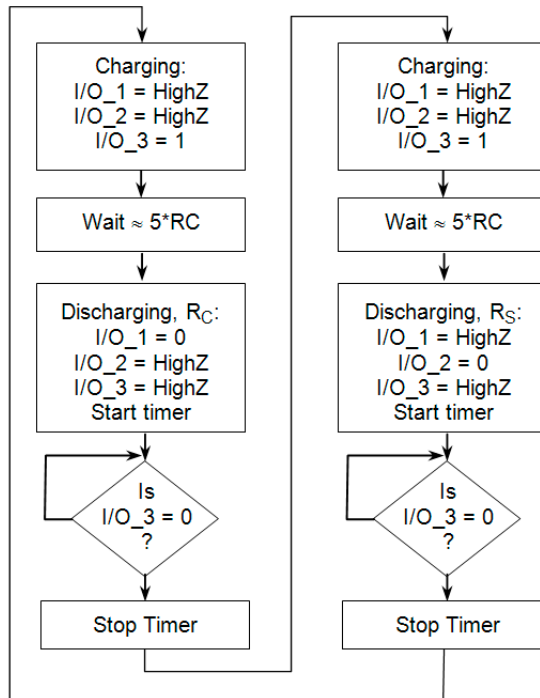 Charging:
I/O_1 = HighZ
I/O_2 = HighZ
I/O_3 = 1
Wait ≈ 5*RC
Discharging, RC:
I/O_1 = 0
I/O_2 = HighZ
I/O_3 = HighZ
Start timer
Is
I/O_3 = 0
?
Stop Timer
Charging:
I/O_1 = HighZ
I/O_2 = HighZ
I/O_3 = 1
Wait ≈ 5*RC
Discharging, RS:
I/O_1 = HighZ
I/O_2 = 0
I/O_3 = HighZ
Start timer
Is
I/O_3 = 0
?
Stop Timer